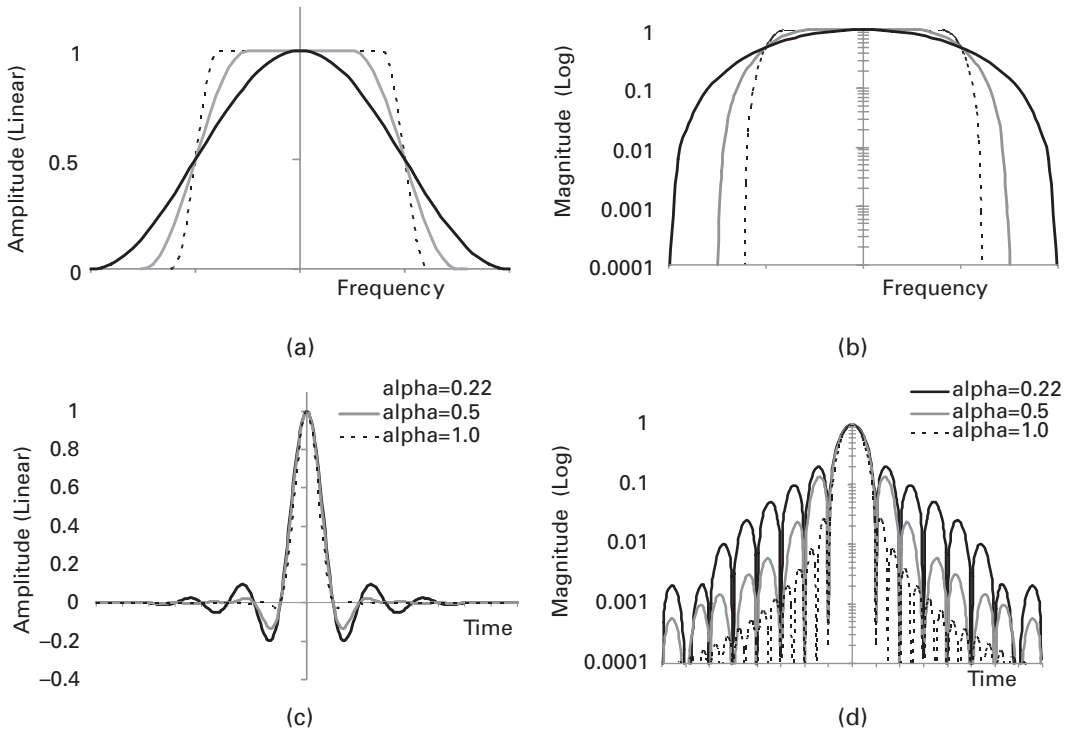 Amplitude (Linear)
1
0.5
0
Frequency
(a)
Magnitude (Log)
1
0.1
0.01
0.001
0.0001
Frequency
(b)
Amplitude (Linear)
1
0.8
0.6
0.4
0.2
0
–0.2
–0.4
alpha=0.22
alpha=0.5
alpha=1.0
Time
(c)
Magnitude (Log)
1
0.1
0.01
0.001
0.0001
alpha=0.22
alpha=0.5
alpha=1.0
Time
(d)